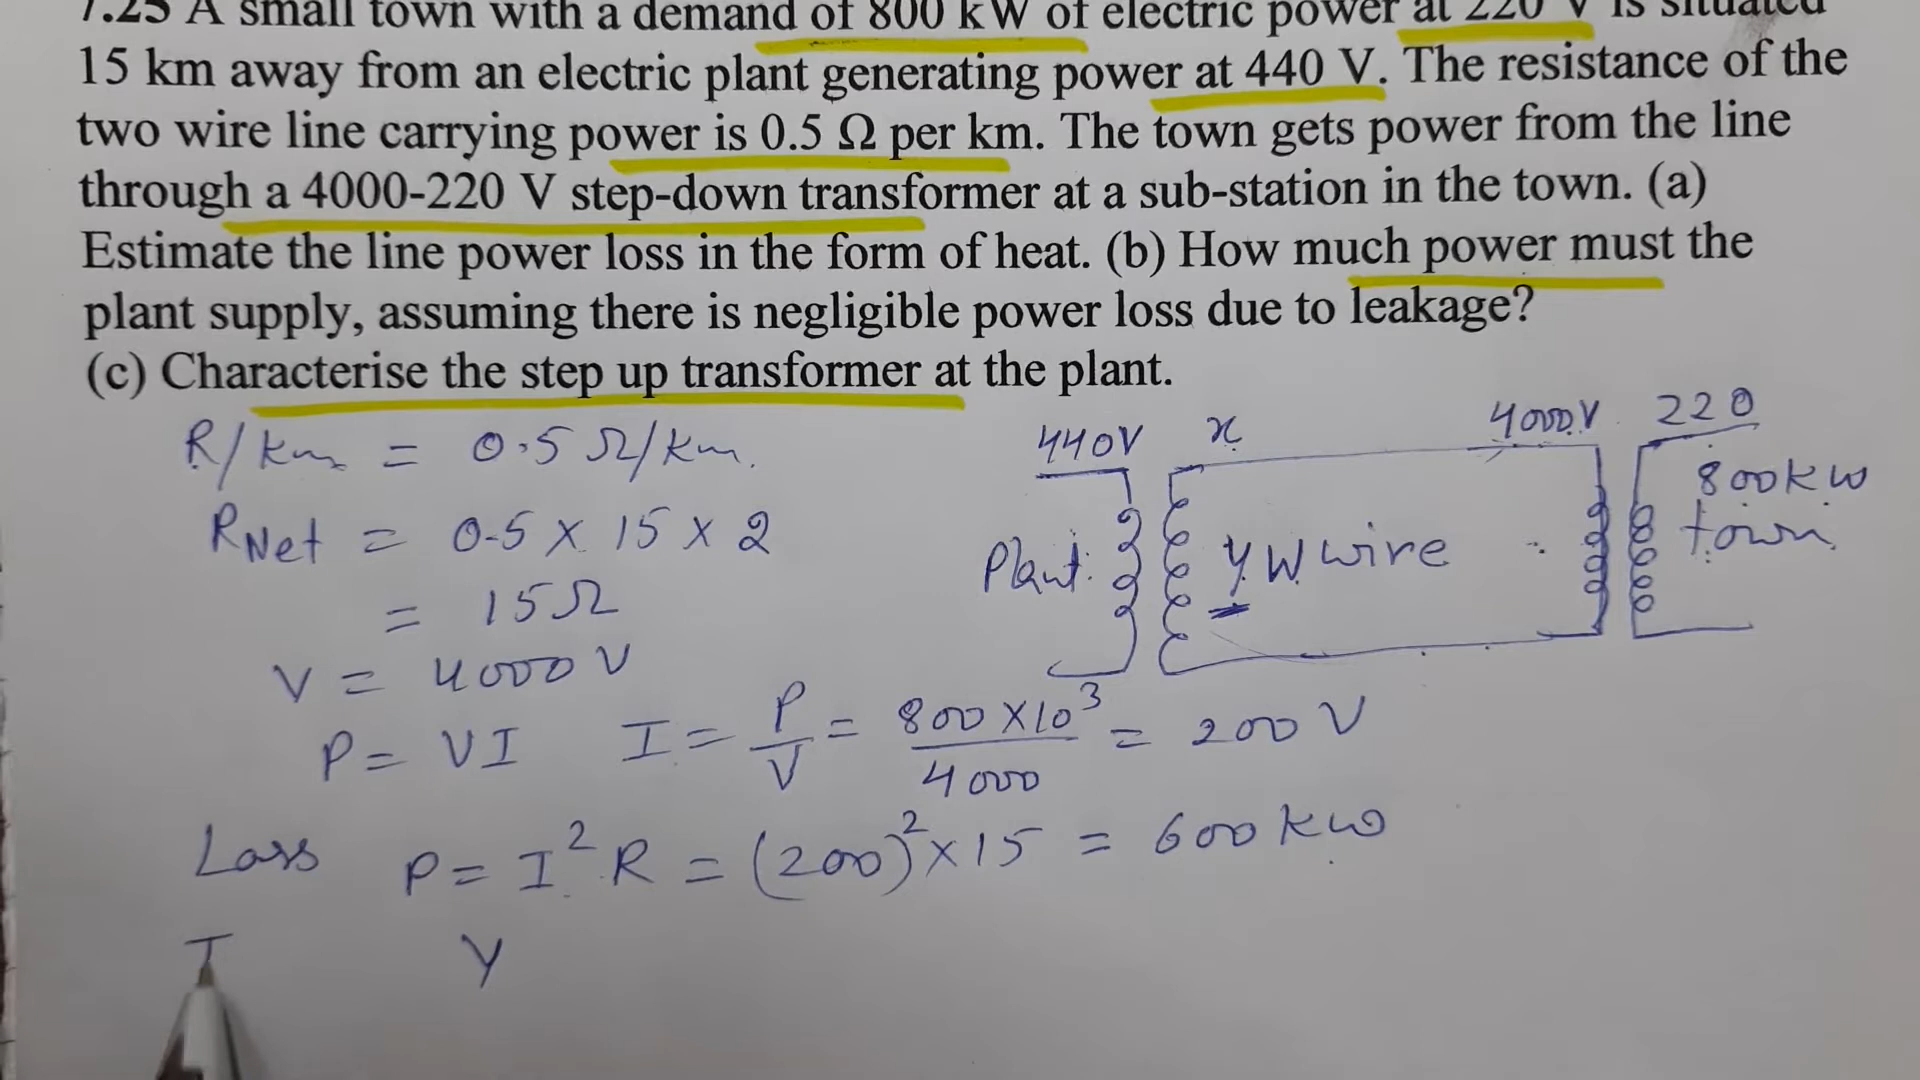 7.25 A small town with a demand of 800 kW of electric power at 220 V is situated
15 km away from an electric plant generating power at 440 V. The resistance of the
two wire line carrying power is 0.5 Ω per km. The town gets power from the line
through a 4000-220 V step-down transformer at a sub-station in the town. (a)
Estimate the line power loss in the form of heat. (b) How much power must the
plant supply, assuming there is negligible power loss due to leakage?
(c) Characterise the step up transformer at the plant.
R/km = 0.5 Ω/km.
RNet = 0.5 x 15 x 2
= 15Ω
V = 4000 V
P = VI I = P/V = 800 X10³/4000 = 200 V
Loss P = I²R = (200)² x 15 = 600 kw
T Y
440V x 4000V 220
800kw
Plant. Y W wire town.